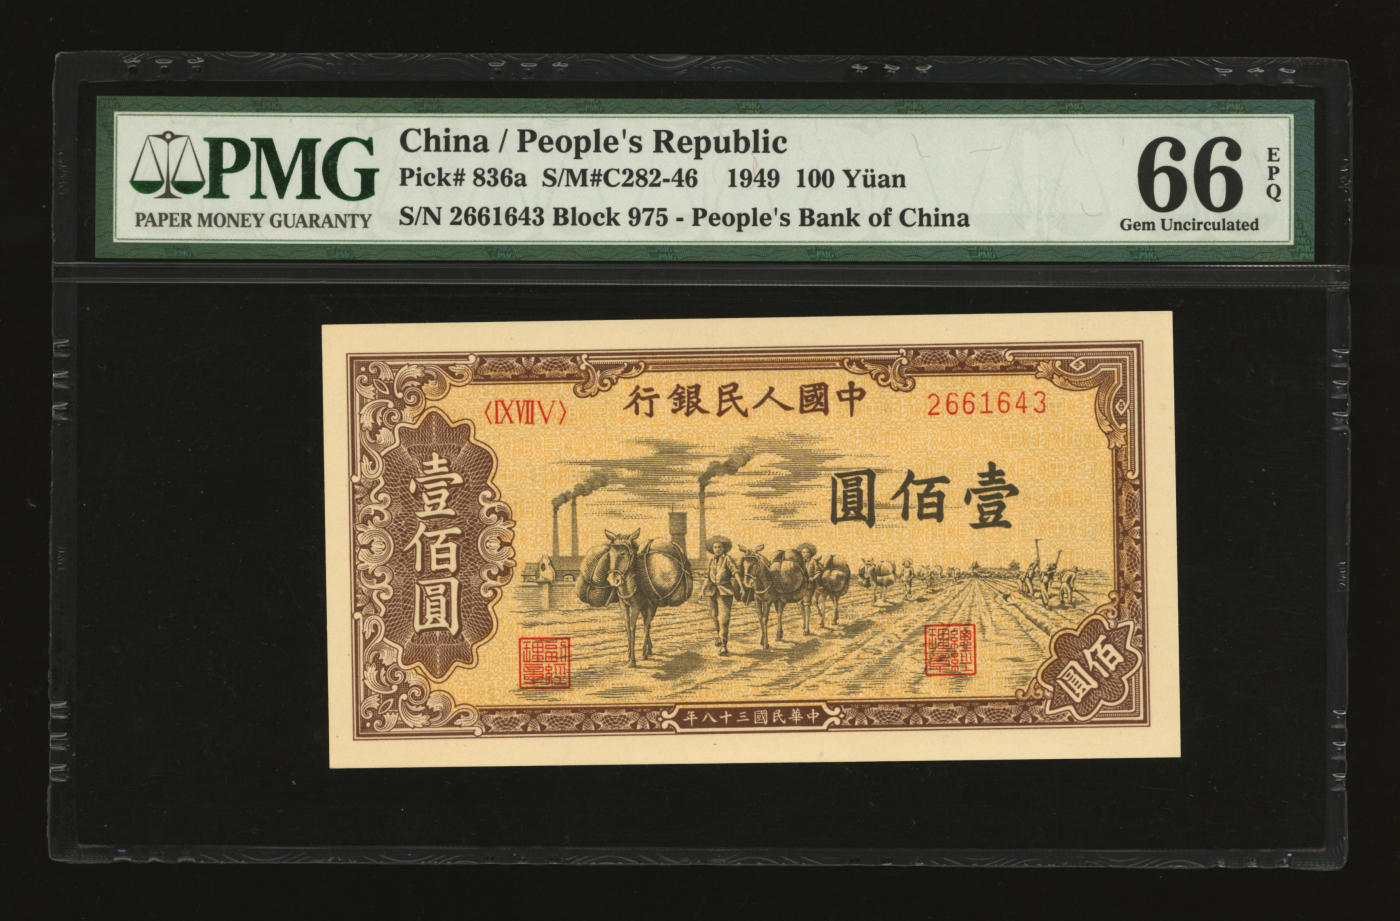 PMG
PAPER MONEY GUARANTY
China / People's Republic
Pick# 836a S/M#C282-46 1949 100 Yüan
S/N 2661643 Block 975 - People's Bank of China
66
EPQ
Gem Uncirculated
行銀民人國中
〈IX VII V〉
2661643
圓佰壹
壹佰圓
佰圓
年八十三國民華中